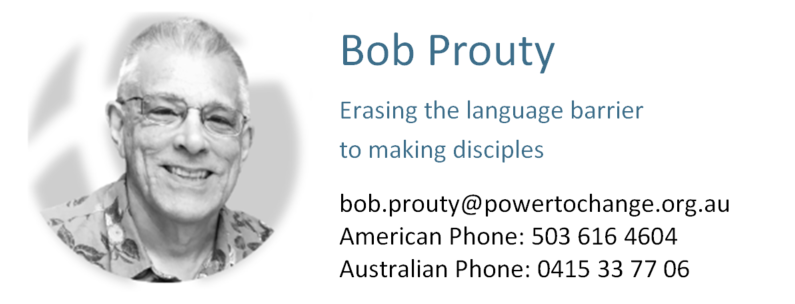 Bob Prouty
Erasing the language barrier
to making disciples
bob.prouty@powertochange.org.au
American Phone: 503 616 4604
Australian Phone: 0415 33 77 06